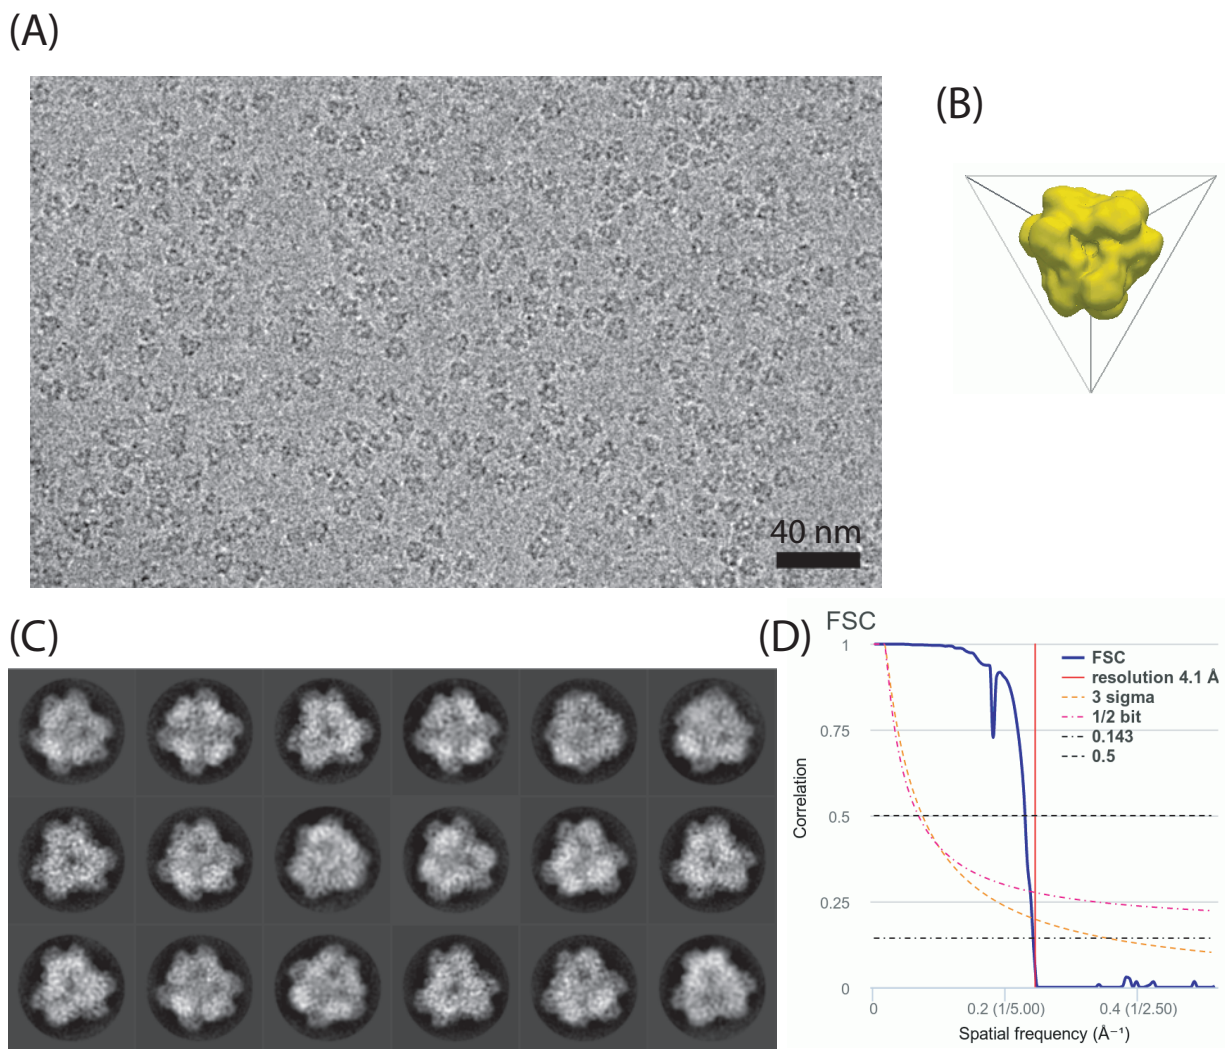 (A)
(B)
40 nm
(C)
(D)
FSC
1
0.75
0.5
0.25
0
Correlation
FSC
resolution 4.1 Å
3 sigma
1/2 bit
0.143
0.5
0
0.2 (1/5.00)
0.4 (1/2.50)
Spatial frequency (Å⁻¹)